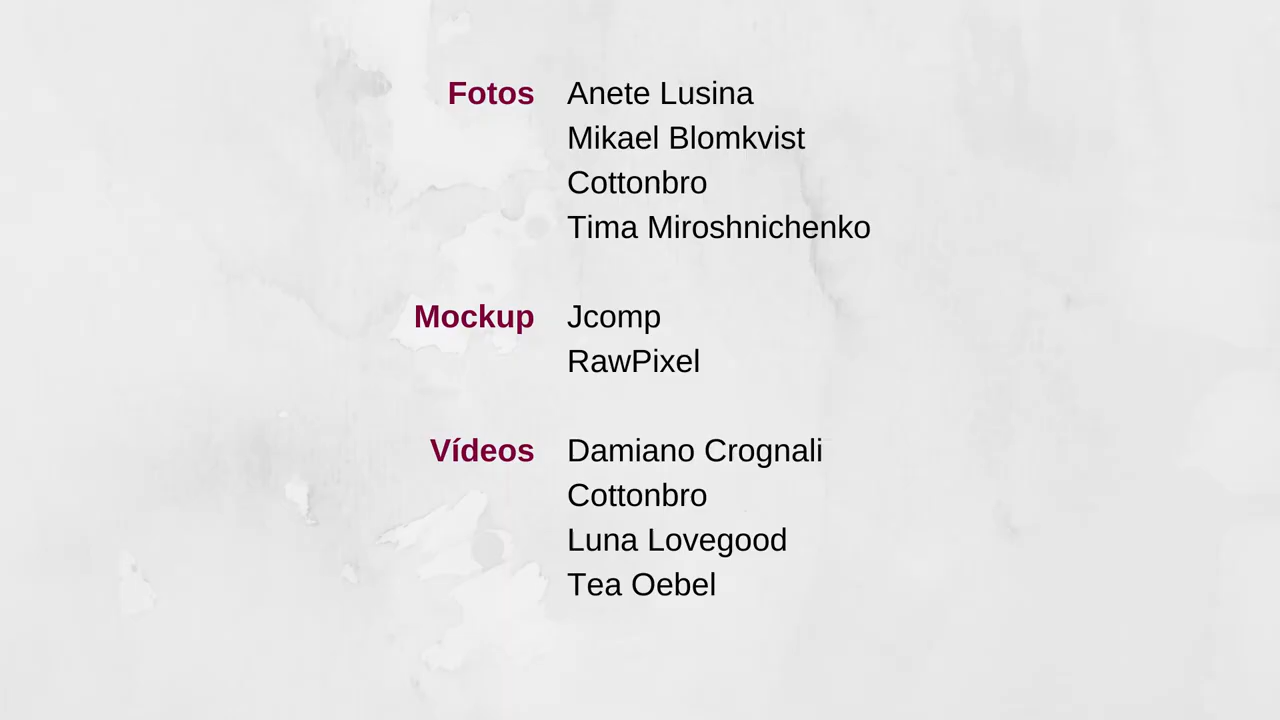 Fotos Anete Lusina
Mikael Blomkvist
Cottonbro
Tima Miroshnichenko
Mockup Jcomp
RawPixel
Vídeos Damiano Crognali
Cottonbro
Luna Lovegood
Tea Oebel